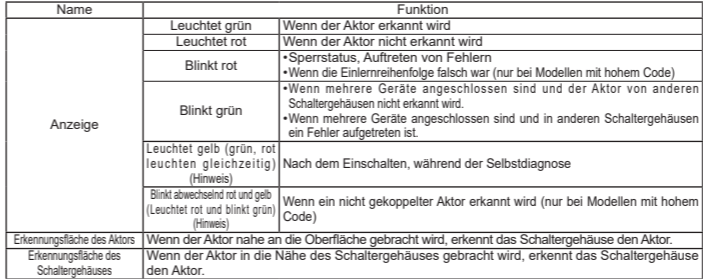 Name
Funktion
Anzeige
Leuchtet grün
Wenn der Aktor erkannt wird
Leuchtet rot
Wenn der Aktor nicht erkannt wird
Blinkt rot
•Sperrstatus, Auftreten von Fehlern
•Wenn die Einlernreihenfolge falsch war (nur bei Modellen mit hohem Code)
Blinkt grün
•Wenn mehrere Geräte angeschlossen sind und der Aktor von anderen
Schaltergehäusen nicht erkannt wird.
•Wenn mehrere Geräte angeschlossen sind und in anderen Schaltergehäusen
ein Fehler aufgetreten ist.
Leuchtet gelb (grün, rot
leuchten gleichzeitig)
(Hinweis)
Nach dem Einschalten, während der Selbstdiagnose
Blinkt abwechselnd rot und gelb
(Leuchtet rot und blinkt grün)
(Hinweis)
Wenn ein nicht gekoppelter Aktor erkannt wird (nur bei Modellen mit hohem
Code)
Erkennungsfläche des Aktors
Wenn der Aktor nahe an die Oberfläche gebracht wird, erkennt das Schaltergehäuse den Aktor.
Erkennungsfläche des
Schaltergehäuses
Wenn der Aktor in die Nähe des Schaltergehäuses gebracht wird, erkennt das Schaltergehäuse
den Aktor.